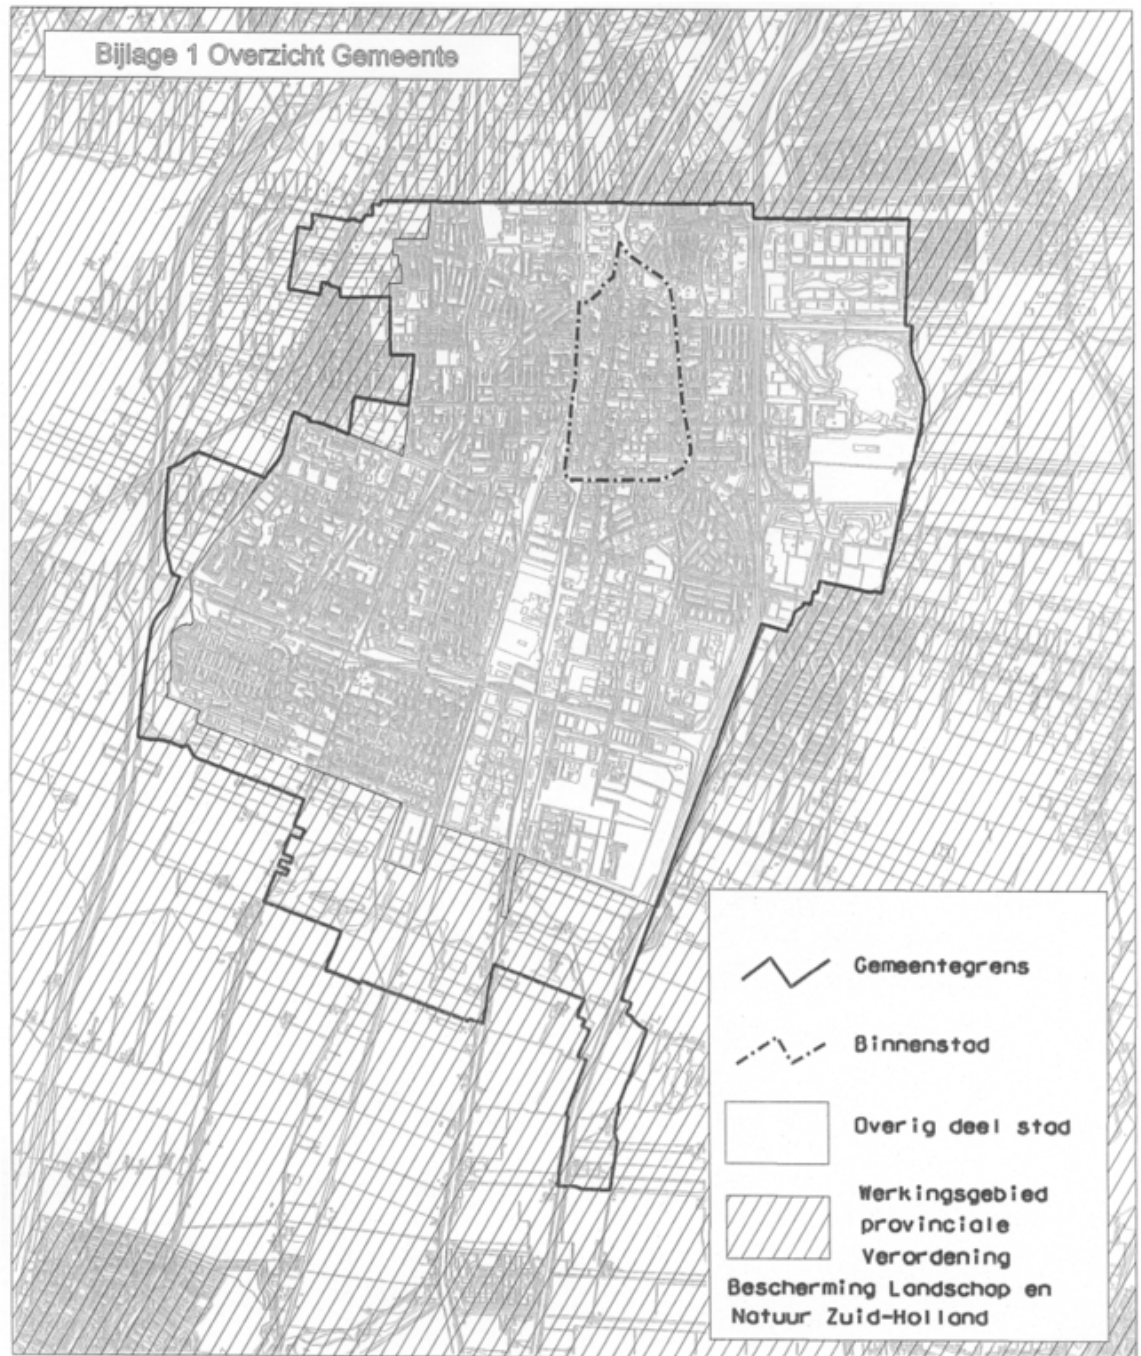 Bijlage 1 Overzicht Gemeente
Gemeentegrens
Binnenstad
Overig deel stad
Werkingsgebied
provinciale
Verordening
Bescherming Landschap en
Natuur Zuid-Holland